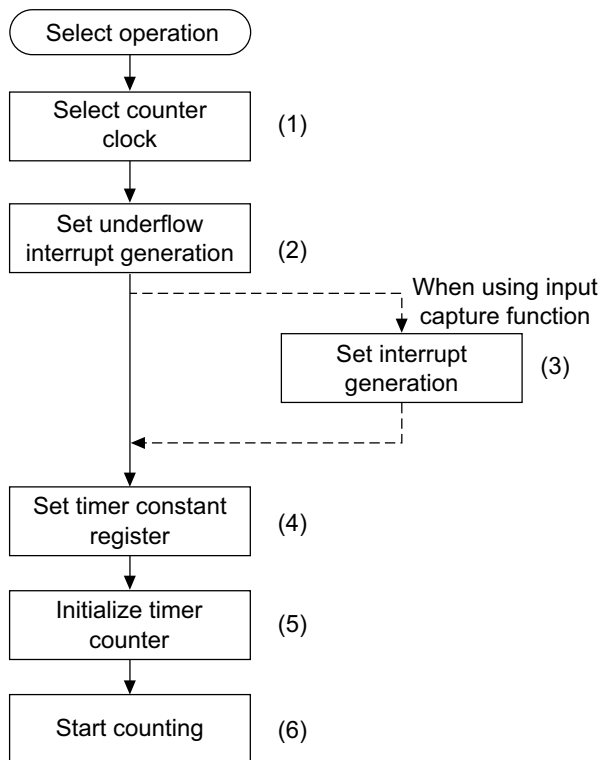 Select operation
Select counter
clock
(1)
Set underflow
interrupt generation
(2)
When using input
capture function
Set interrupt
generation
(3)
Set timer constant
register
(4)
Initialize timer
counter
(5)
Start counting
(6)